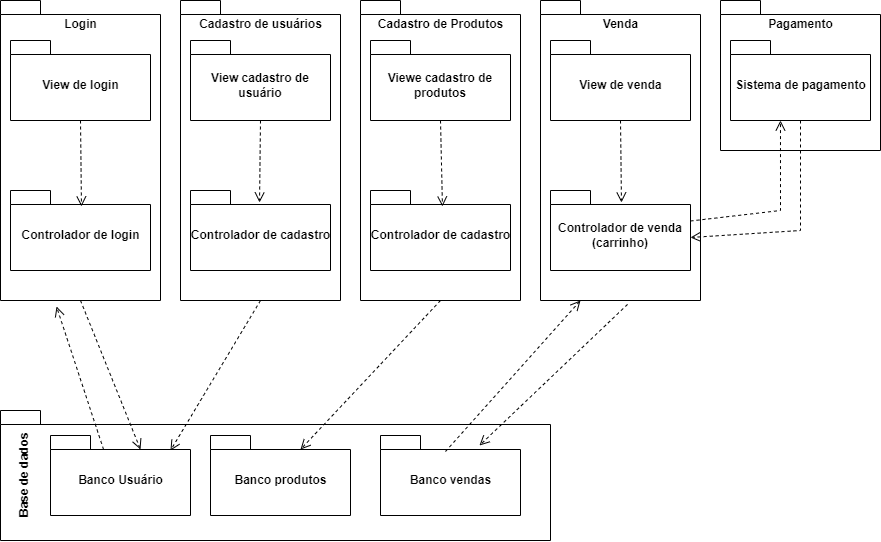 Login
Cadastro de usuários
Cadastro de Produtos
Venda
Pagamento
View de login
View cadastro de
usuário
Viewe cadastro de
produtos
View de venda
Sistema de pagamento
Controlador de login
Controlador de cadastro
Controlador de cadastro
Controlador de venda
(carrinho)
Base de dados
Banco Usuário
Banco produtos
Banco vendas